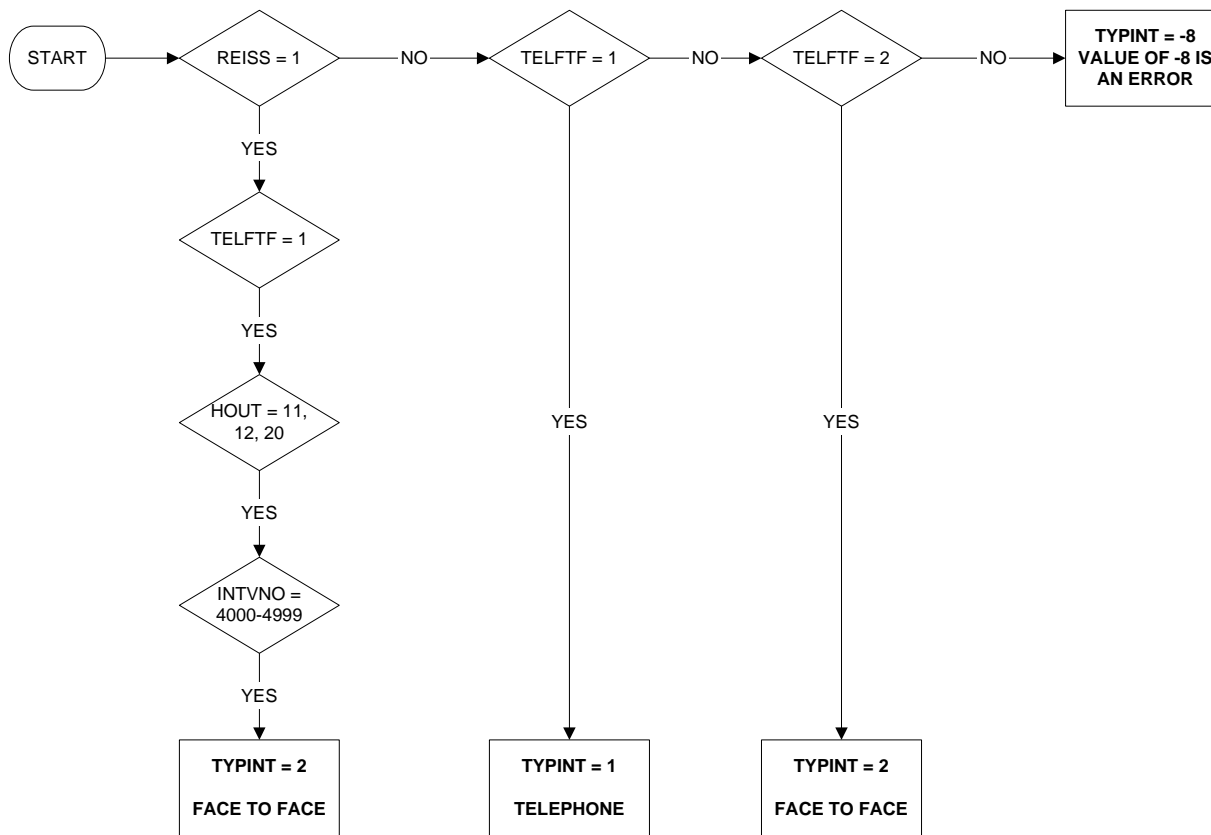 START
REISS = 1
NO
TELFTF = 1
NO
TELFTF = 2
NO
TYPINT = -8
VALUE OF -8 IS
AN ERROR
YES
TELFTF = 1
YES
HOUT = 11,
12, 20
YES
YES
YES
INTVNO =
4000-4999
YES
TYPINT = 2
FACE TO FACE
TYPINT = 1
TELEPHONE
TYPINT = 2
FACE TO FACE